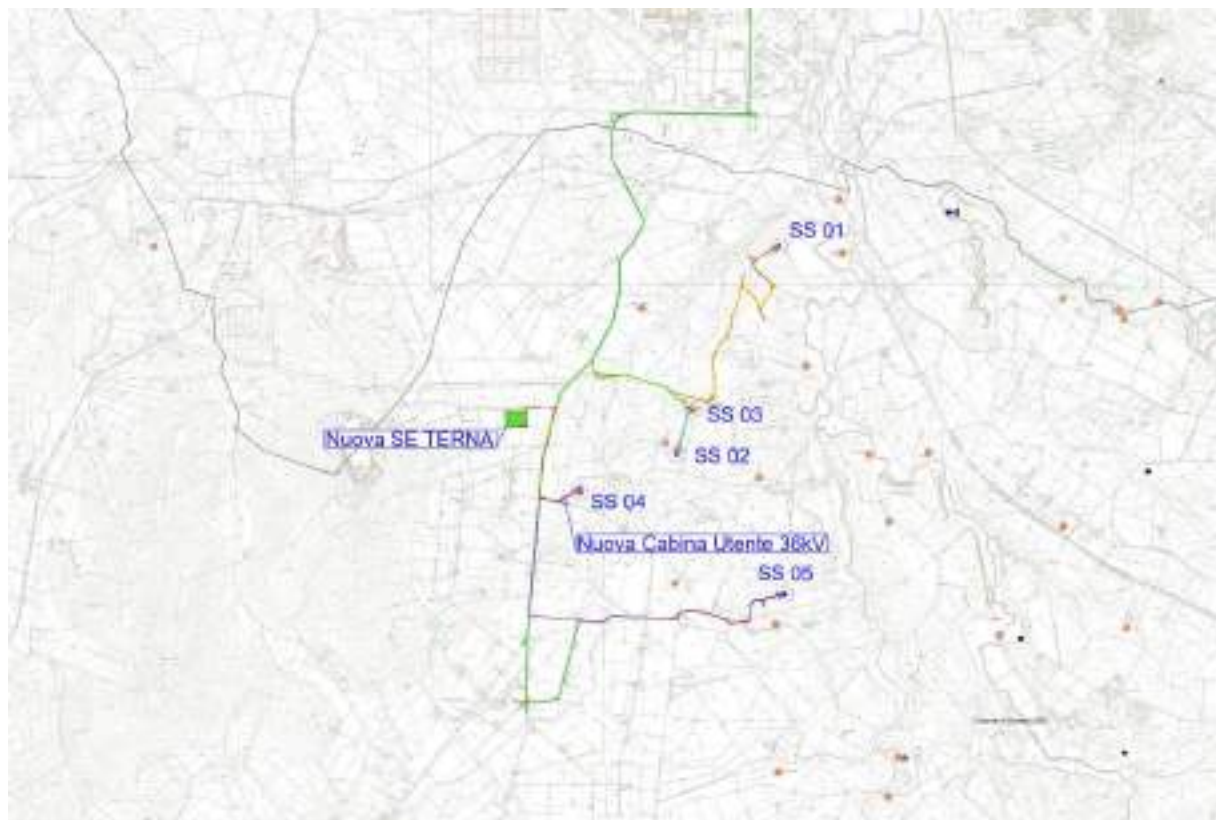 SS 01
SS 03
Nuova SE TERNA
SS 02
SS 04
Nuova Cabina Utente 36kV
SS 05